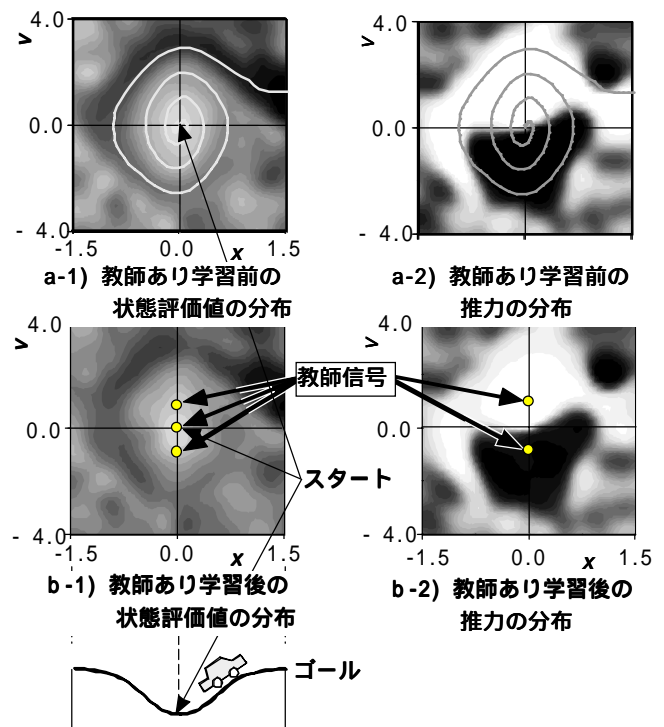 4.0
v
0.0
- 4.0
-1.5
0.0
x
1.5
a-1) 教師あり学習前の
状態評価値の分布
4.0
v
0.0
- 4.0
-1.5
0.0
x
1.5
a-2) 教師あり学習前の
推力の分布
4.0
v
0.0
- 4.0
-1.5
0.0
x
1.5
教師信号
スタート
b-1) 教師あり学習後の
状態評価値の分布
4.0
v
0.0
- 4.0
-1.5
0.0
x
1.5
b-2) 教師あり学習後の
推力の分布
ゴール